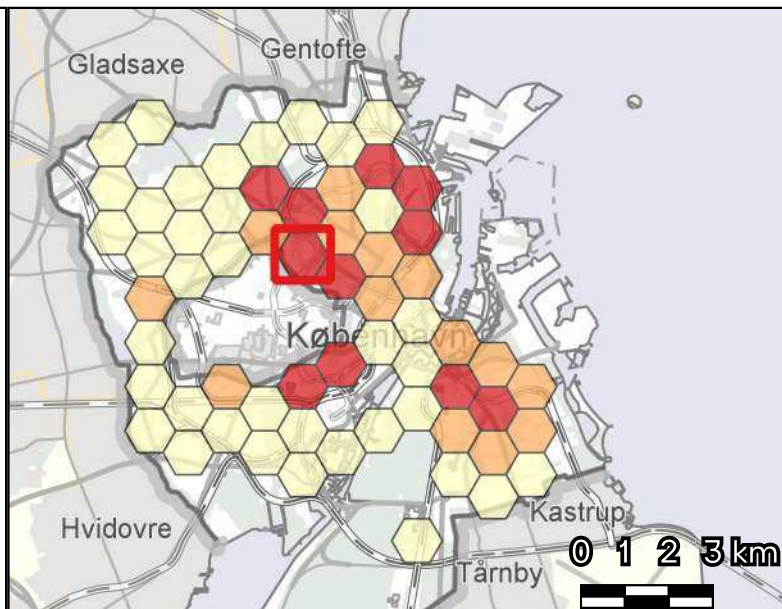 Gentofte
Gladsaxe
København
Hvidovre
Kastrup
0 1 2 3 km
Tårnby